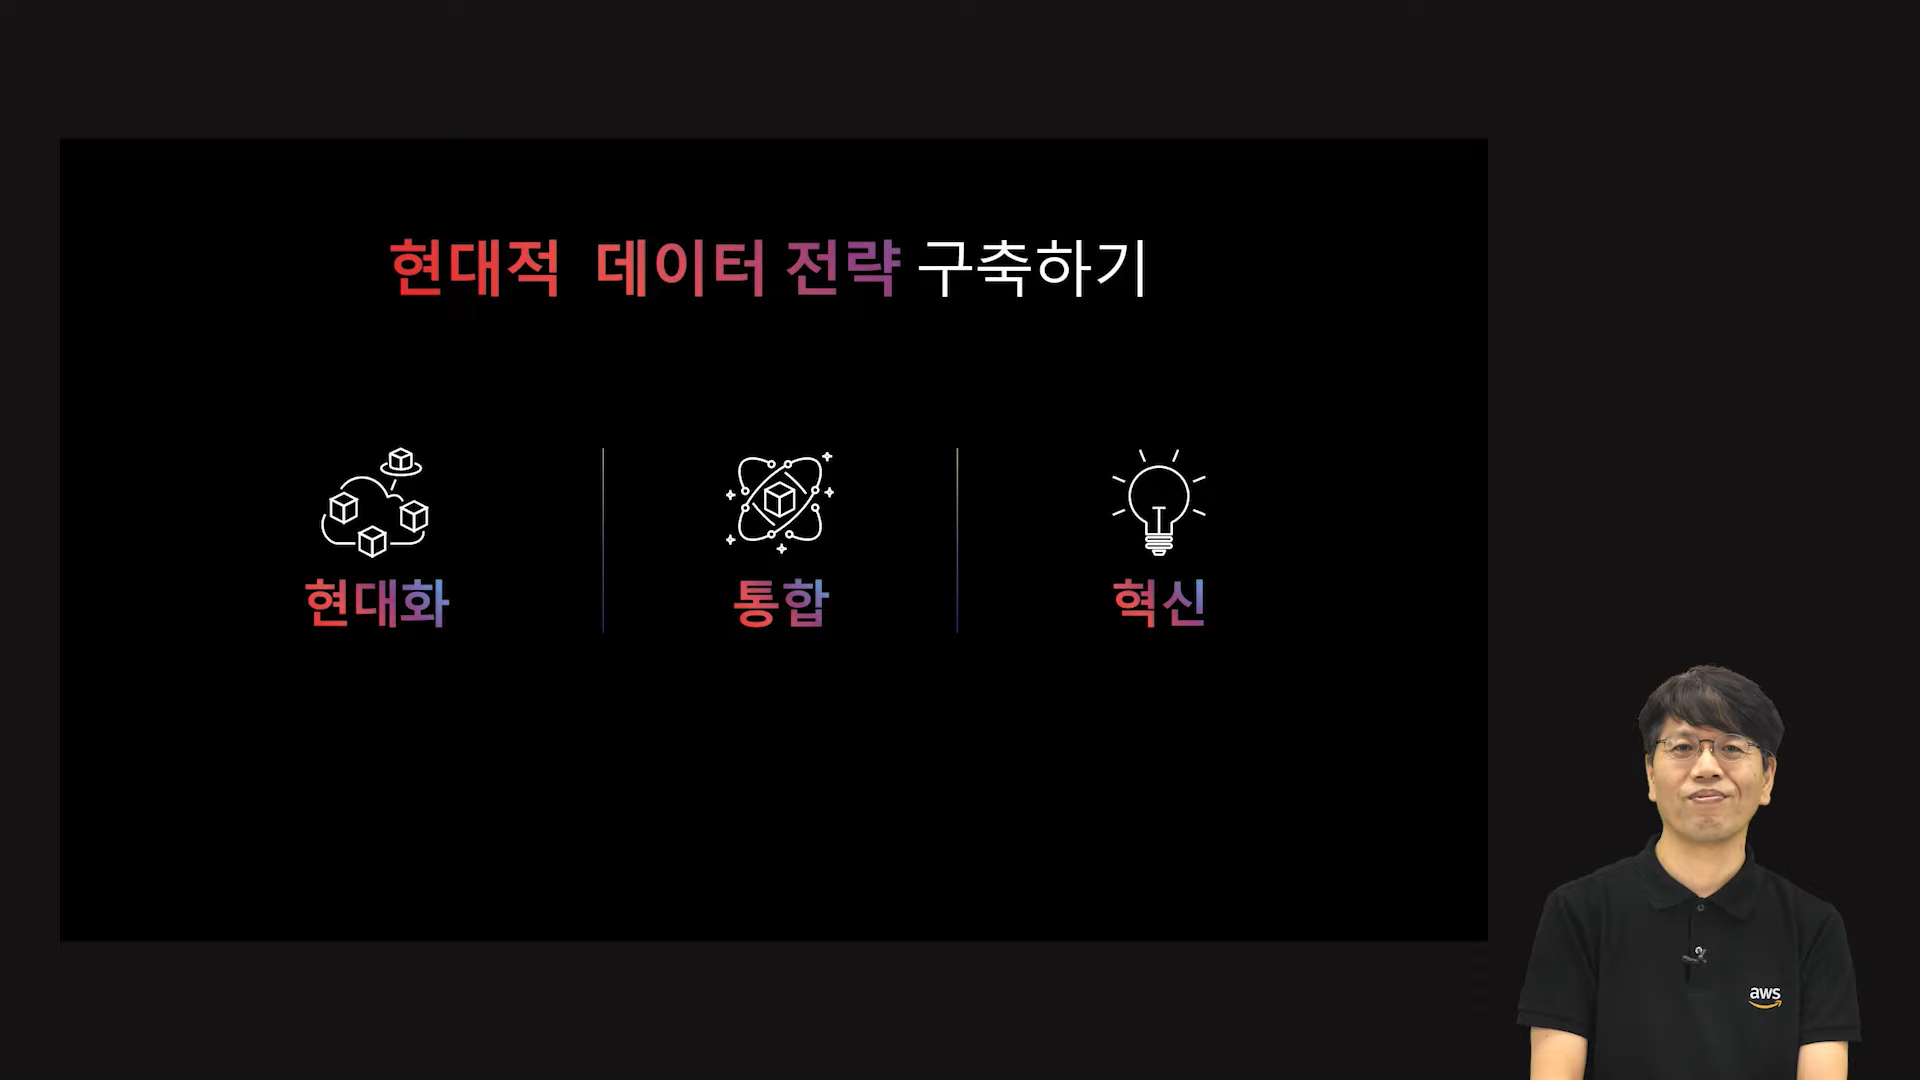 현대적 데이터 전략 구축하기
현대화
통합
혁신
aws